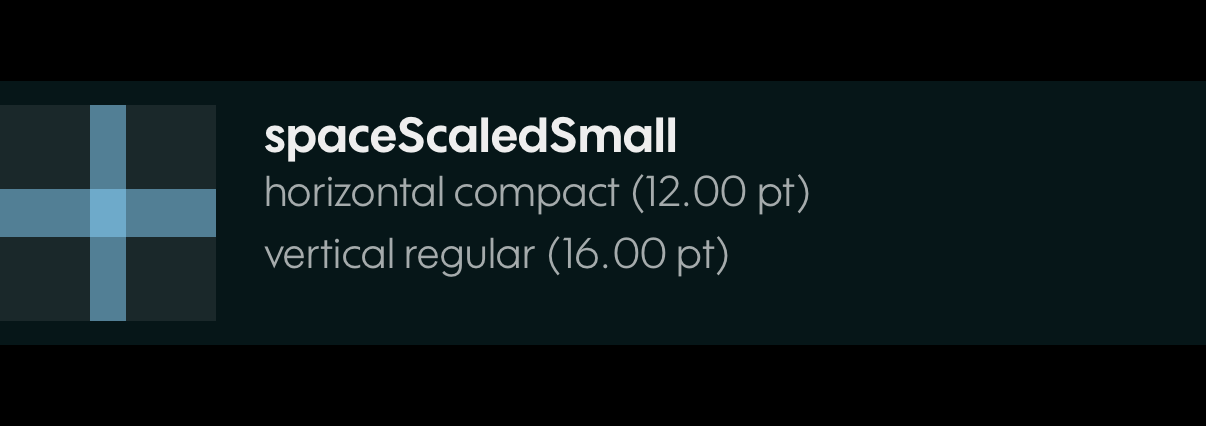 spaceScaledSmall
horizontal compact (12.00 pt)
vertical regular (16.00 pt)